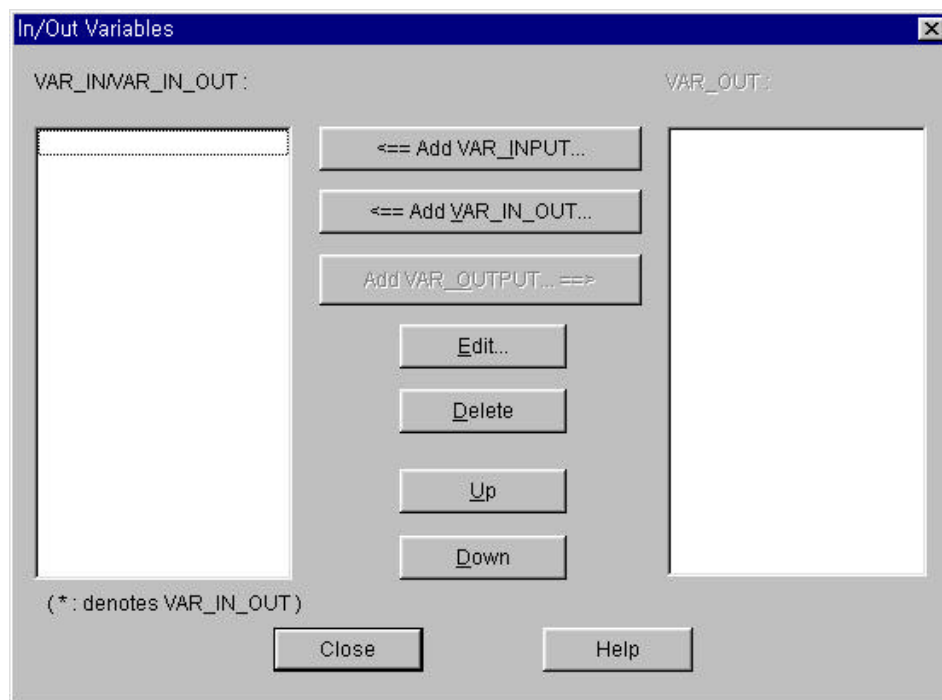 In/Out Variables
VAR_IN/VAR_IN_OUT :
VAR_OUT :
<== Add VAR_INPUT...
<== Add VAR_IN_OUT...
Add VAR_OUTPUT... ==>
Edit...
Delete
Up
Down
( * : denotes VAR_IN_OUT )
Close
Help